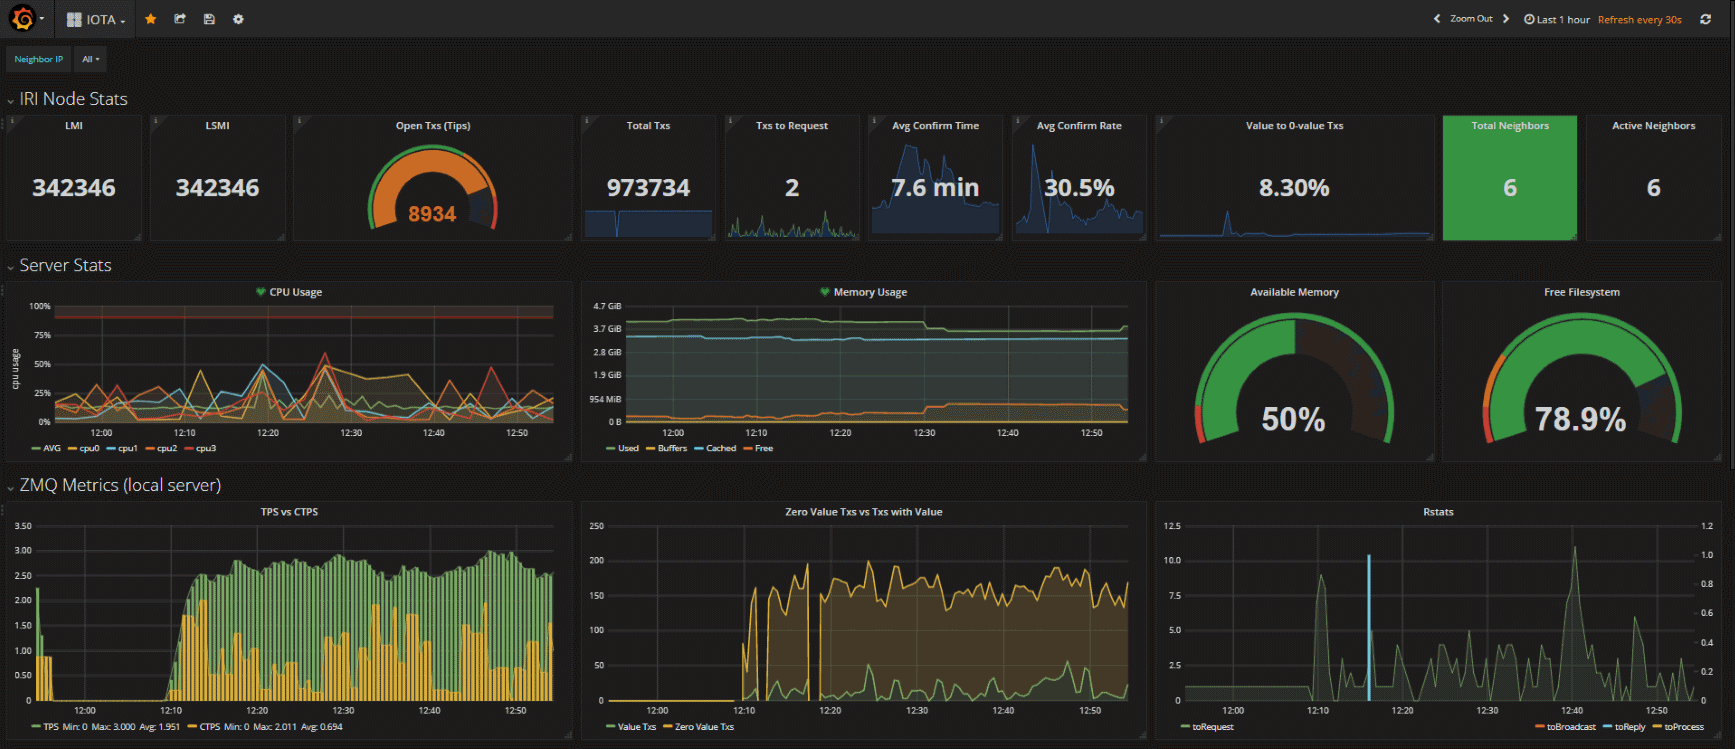 IOTA
Zoom Out Last 1 hour Refresh every 30s
Neighbor IP All
IRI Node Stats
LMI
342346
LSMI
342346
Open Txs (Tips)
8934
Total Txs
973734
Txs to Request
2
Avg Confirm Time
7.6 min
Avg Confirm Rate
30.5%
Value to 0-value Txs
8.30%
Total Neighbors
6
Active Neighbors
6
Server Stats
CPU Usage
cpu usage
100%
75%
50%
25%
0%
12:00 12:10 12:20 12:30 12:40 12:50
AVG cpu0 cpu1 cpu2 cpu3
Memory Usage
4.7 GiB
3.7 GiB
2.8 GiB
1.9 GiB
954 MiB
0 B
12:00 12:10 12:20 12:30 12:40 12:50
Used Buffers Cached Free
Available Memory
50%
Free Filesystem
78.9%
ZMQ Metrics (local server)
TPS vs CTPS
3.50
3.00
2.50
2.00
1.50
1.00
0.50
0
12:00 12:10 12:20 12:30 12:40 12:50
TPS Min: 0 Max: 3.000 Avg: 1.951 CTPS Min: 0 Max: 2.011 Avg: 0.694
Zero Value Txs vs Txs with Value
250
200
150
100
50
0
12:00 12:10 12:20 12:30 12:40 12:50
Value Txs Zero Value Txs
Rstats
12.5 1.2
10.0 1.0
7.5 0.8
5.0 0.6
2.5 0.4
0 0.2
0
12:00 12:10 12:20 12:30 12:40 12:50
toRequest toBroadcast toReply toProcess